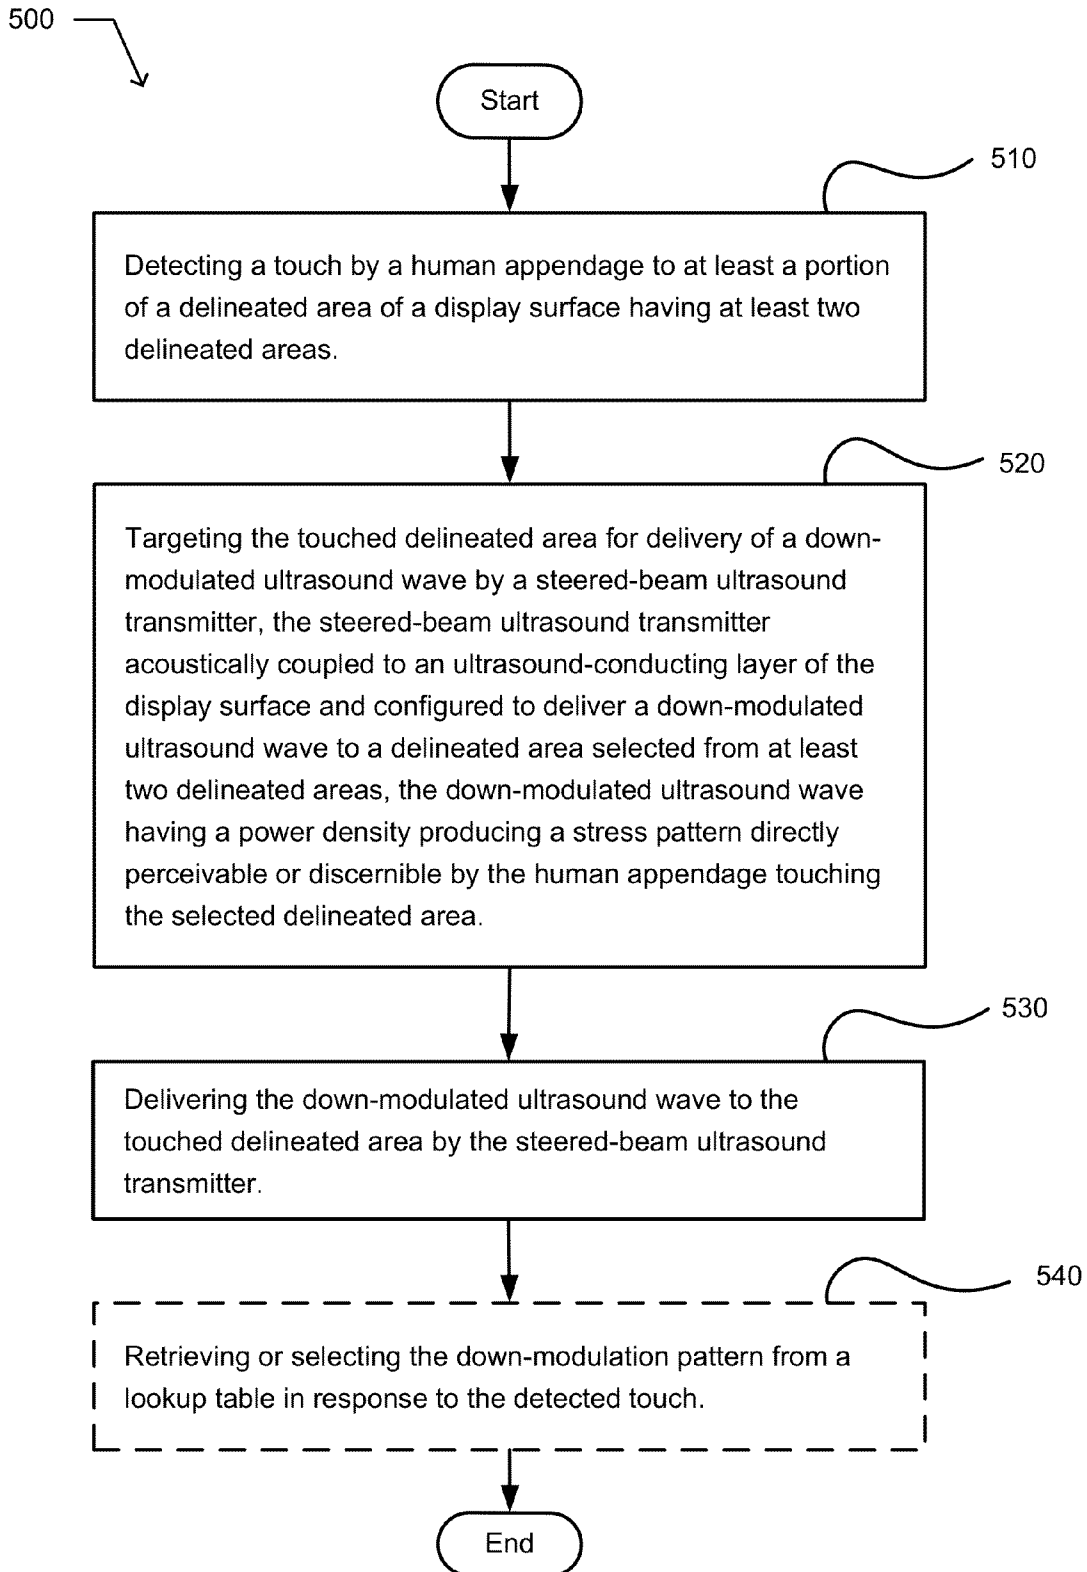 500
Start
510
Detecting a touch by a human appendage to at least a portion
of a delineated area of a display surface having at least two
delineated areas.
520
Targeting the touched delineated area for delivery of a down-
modulated ultrasound wave by a steered-beam ultrasound
transmitter, the steered-beam ultrasound transmitter
acoustically coupled to an ultrasound-conducting layer of the
display surface and configured to deliver a down-modulated
ultrasound wave to a delineated area selected from at least
two delineated areas, the down-modulated ultrasound wave
having a power density producing a stress pattern directly
perceivable or discernible by the human appendage touching
the selected delineated area.
530
Delivering the down-modulated ultrasound wave to the
touched delineated area by the steered-beam ultrasound
transmitter.
540
Retrieving or selecting the down-modulation pattern from a
lookup table in response to the detected touch.
End